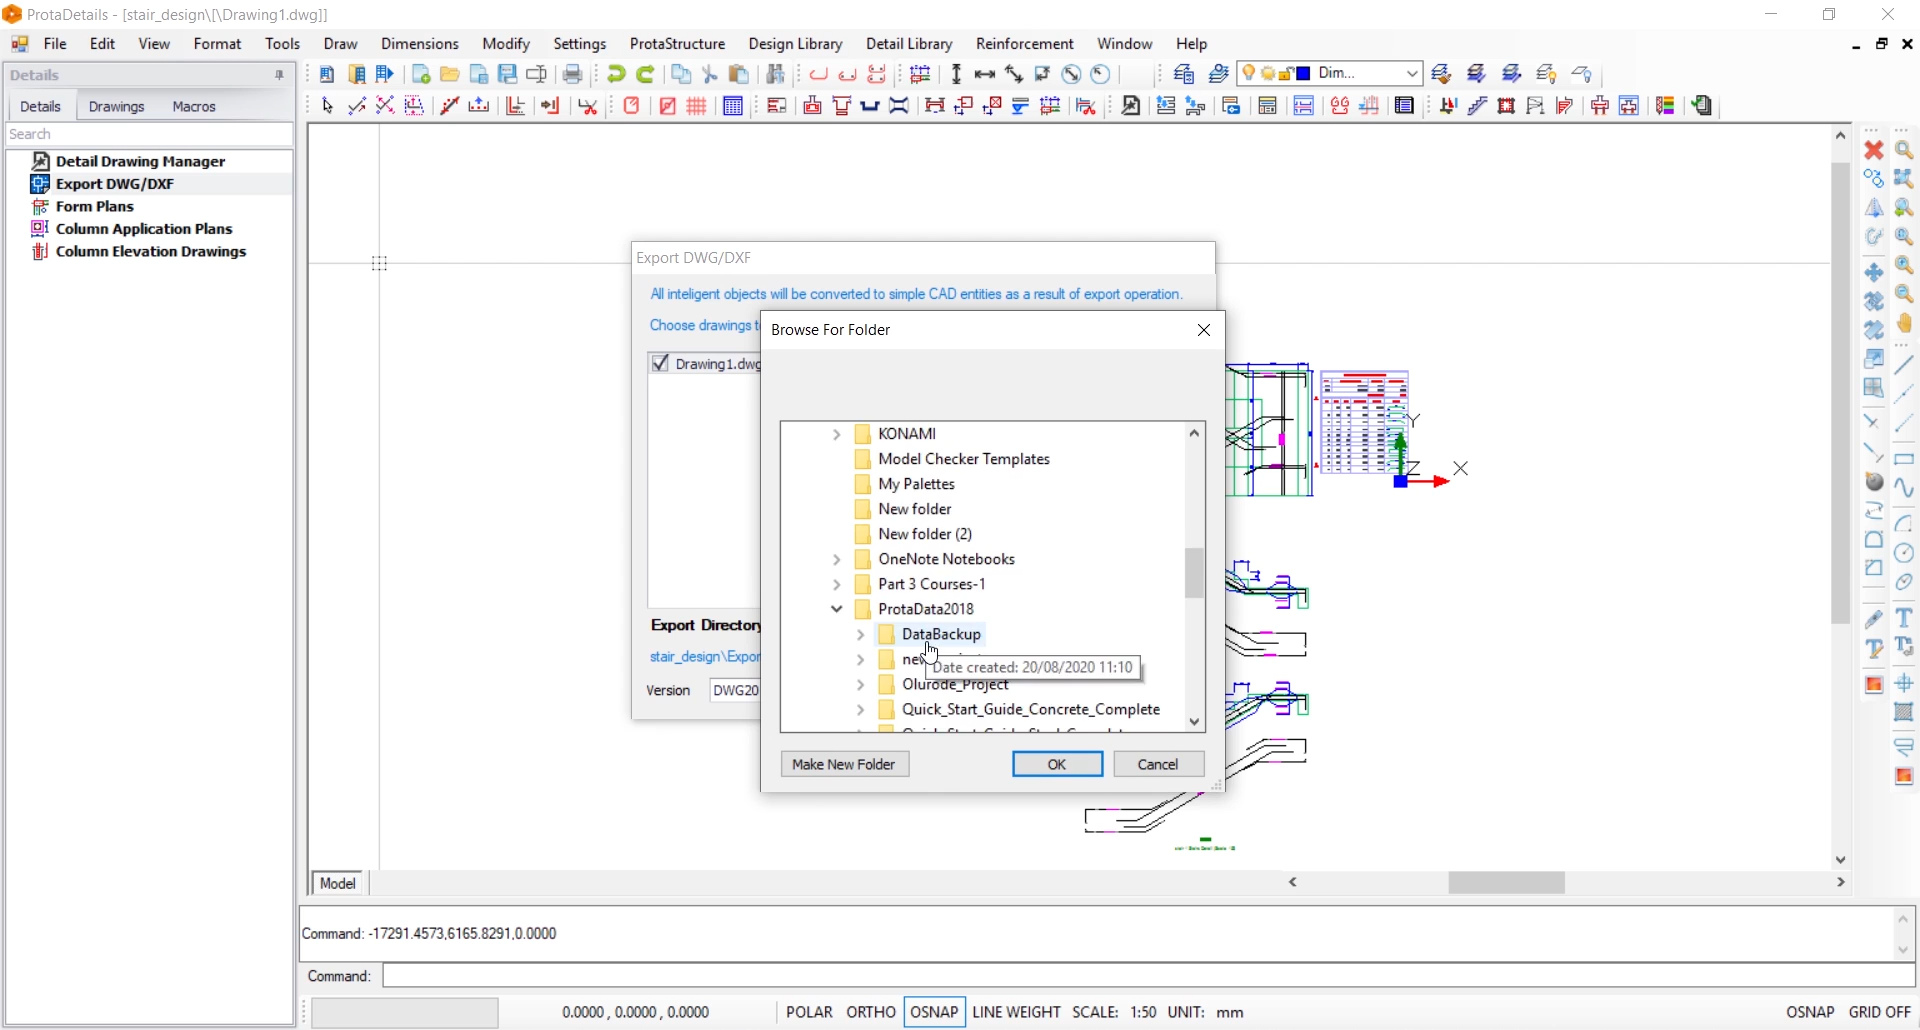 ProtaDetails - [stair_design\[\Drawing1.dwg]]
File Edit View Format Tools Draw Dimensions Modify Settings ProtaStructure Design Library Detail Library Reinforcement Window Help
Details
Details Drawings Macros
Search
Detail Drawing Manager
Export DWG/DXF
Form Plans
Column Application Plans
Column Elevation Drawings
Dim...
Export DWG/DXF
All inteligent objects will be converted to simple CAD entities as a result of export operation.
Choose drawings
Drawing1.dwg
Export Directory
stair_design\Expor
Version DWG20
Browse For Folder
KONAMI
Model Checker Templates
My Palettes
New folder
New folder (2)
OneNote Notebooks
Part 3 Courses-1
ProtaData2018
DataBackup
Date created: 20/08/2020 11:10
Olurode_Project
Quick_Start_Guide_Concrete_Complete
Make New Folder OK Cancel
Y
Z X
Model
Command: -17291.4573,6165.8291,0.0000
Command:
0.0000 , 0.0000 , 0.0000 POLAR ORTHO OSNAP LINE WEIGHT SCALE: 1:50 UNIT: mm OSNAP GRID OFF